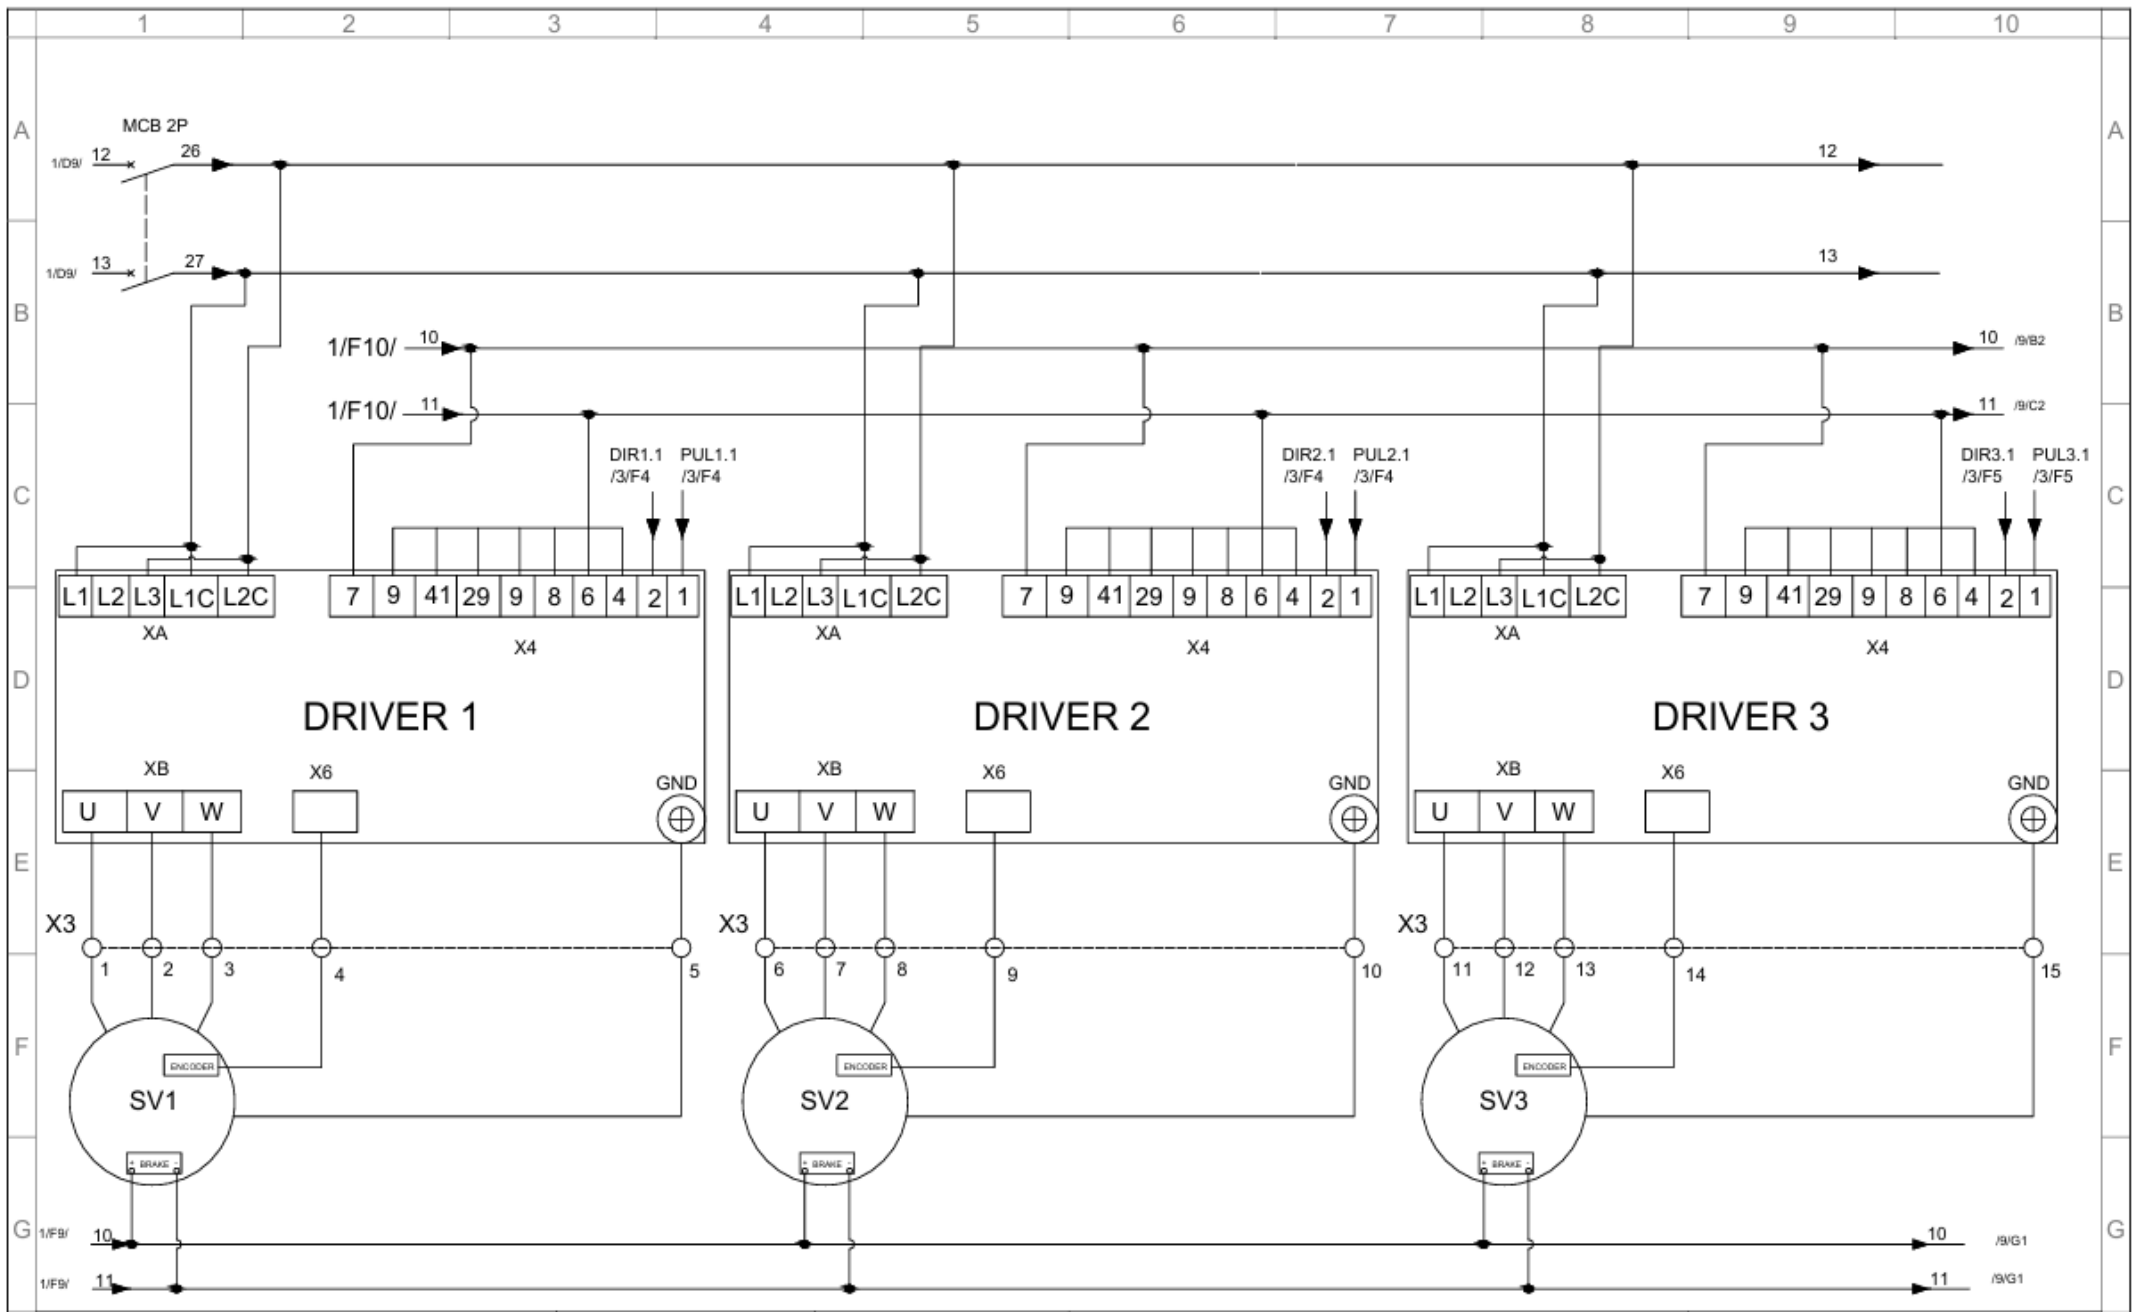 1 2 3 4 5 6 7 8 9 10
A A
MCB 2P
1/D9/ 12 26 12
1/D9/ 13 27 13
B B
1/F10/ 10 10 /9/B2
1/F10/ 11 11 /9/C2
DIR1.1 PUL1.1 DIR2.1 PUL2.1 DIR3.1 PUL3.1
/3/F4 /3/F4 /3/F4 /3/F4 /3/F5 /3/F5
C C
L1 L2 L3 L1C L2C 7 9 41 29 9 8 6 4 2 1 L1 L2 L3 L1C L2C 7 9 41 29 9 8 6 4 2 1 L1 L2 L3 L1C L2C 7 9 41 29 9 8 6 4 2 1
XA X4 XA X4 XA X4
D D
DRIVER 1 DRIVER 2 DRIVER 3
XB X6 GND XB X6 GND XB X6 GND
U V W U V W U V W
E E
X3 X3 X3
1 2 3 4 5 6 7 8 9 10 11 12 13 14 15
F F
ENCODER ENCODER ENCODER
SV1 SV2 SV3
+ BRAKE - + BRAKE - + BRAKE -
G G
1/F9/ 10 10 /9/G1
1/F9/ 11 11 /9/G1